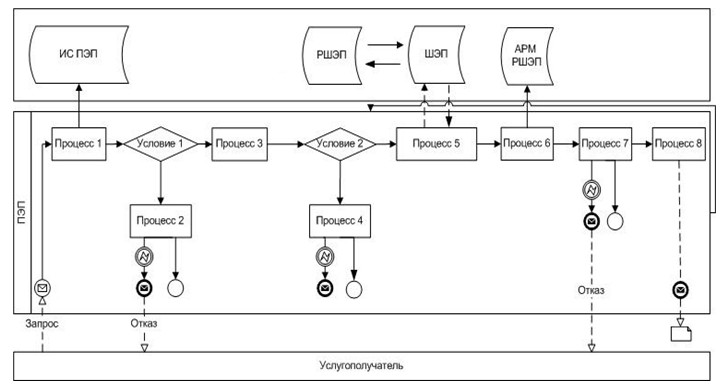 ИС ПЭП
РШЭП
ШЭП
АРМ
РШЭП
ПЭП
Процесс 1
Условие 1
Процесс 3
Условие 2
Процесс 5
Процесс 6
Процесс 7
Процесс 8
Процесс 2
Процесс 4
Запрос
Отказ
Отказ
Услугополучатель